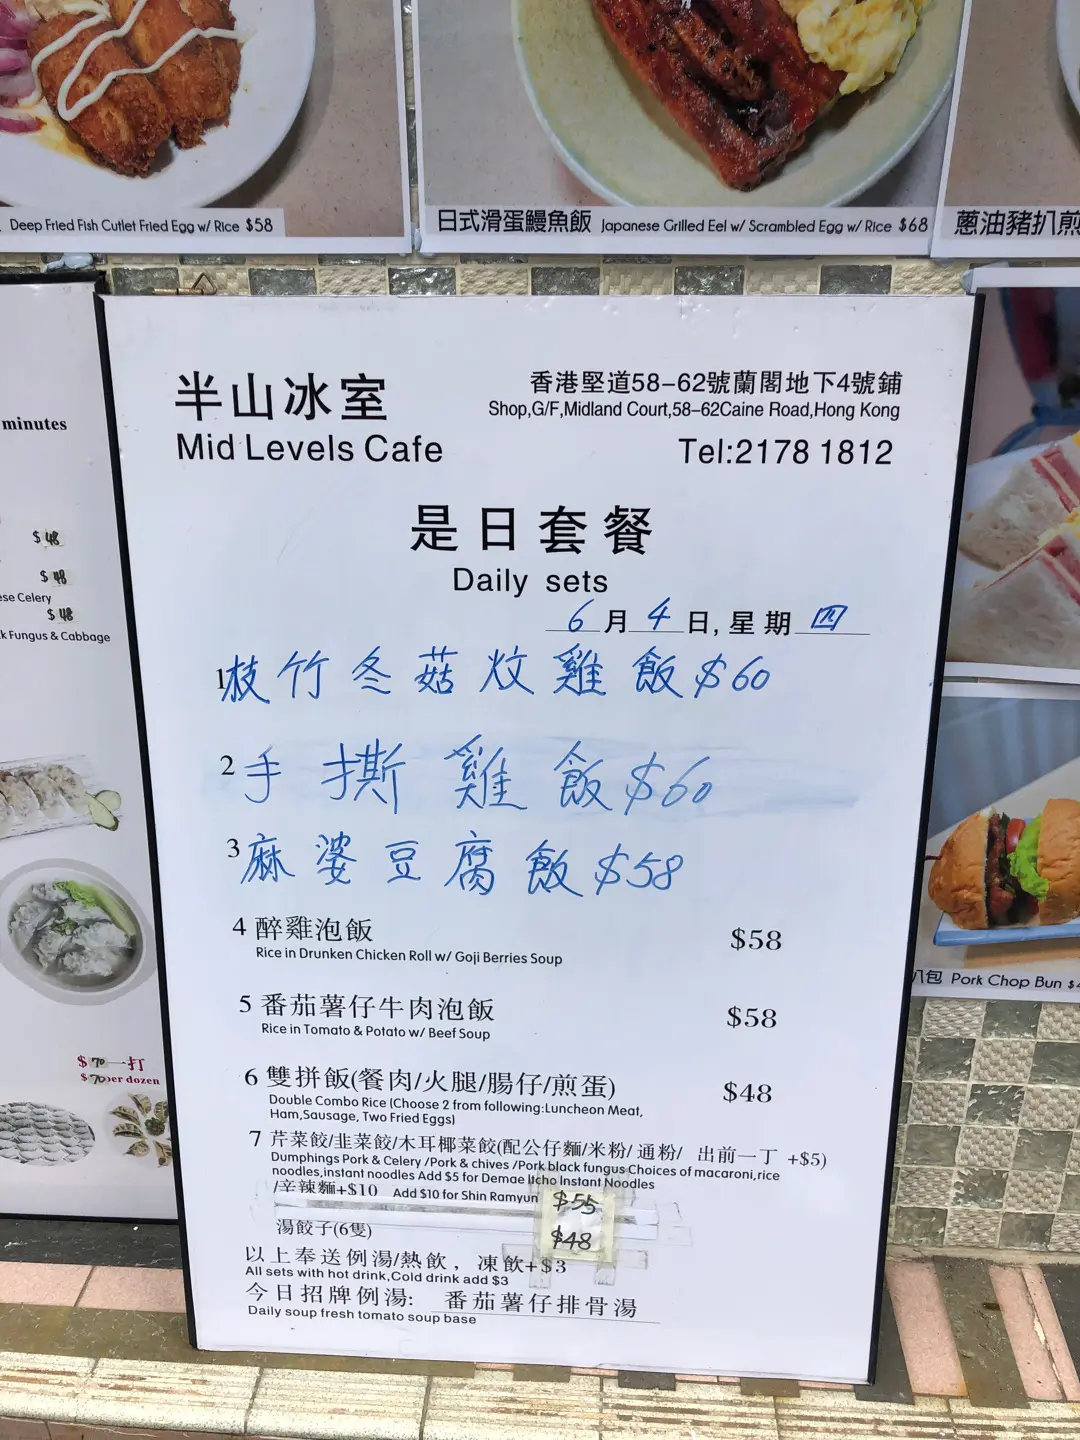 Deep Fried Fish Cutlet Fried Egg w/ Rice $58
日式滑蛋鰻魚飯 Japanese Grilled Eel w/ Scrambled Egg w/ Rice $68
蔥油豬扒煎
minutes
$48
$48
ese Celery
$48
k Fungus & Cabbage
$70一打
$70per dozen
半山冰室
Mid Levels Cafe
香港堅道58-62號蘭閣地下4號鋪
Shop,G/F,Midland Court,58-62Caine Road,Hong Kong
Tel:2178 1812
是日套餐
Daily sets
6月4日,星期四
1枝竹冬菇炆雞飯$60
2手撕雞飯$60
3麻婆豆腐飯$58
4 醉雞泡飯 $58
Rice in Drunken Chicken Roll w/ Goji Berries Soup
5 番茄薯仔牛肉泡飯 $58
Rice in Tomato & Potato w/ Beef Soup
6 雙拼飯(餐肉/火腿/腸仔/煎蛋) $48
Double Combo Rice (Choose 2 from following:Luncheon Meat,
Ham,Sausage, Two Fried Eggs)
7 芹菜餃/韭菜餃/木耳椰菜餃(配公仔麵/米粉/通粉/ 出前一丁 +$5)
Dumphings Pork & Celery /Pork & chives /Pork black fungus Choices of macaroni,rice
noodles,instant noodles Add $5 for Demae Itcho Instant Noodles
/辛辣麵+$10 Add $10 for Shin Ramyun $55
湯餃子(6隻) $48
以上奉送例湯/熱飲，凍飲+$3
All sets with hot drink,Cold drink add $3
今日招牌例湯: 番茄薯仔排骨湯
Daily soup fresh tomato soup base
扒包 Pork Chop Bun $4